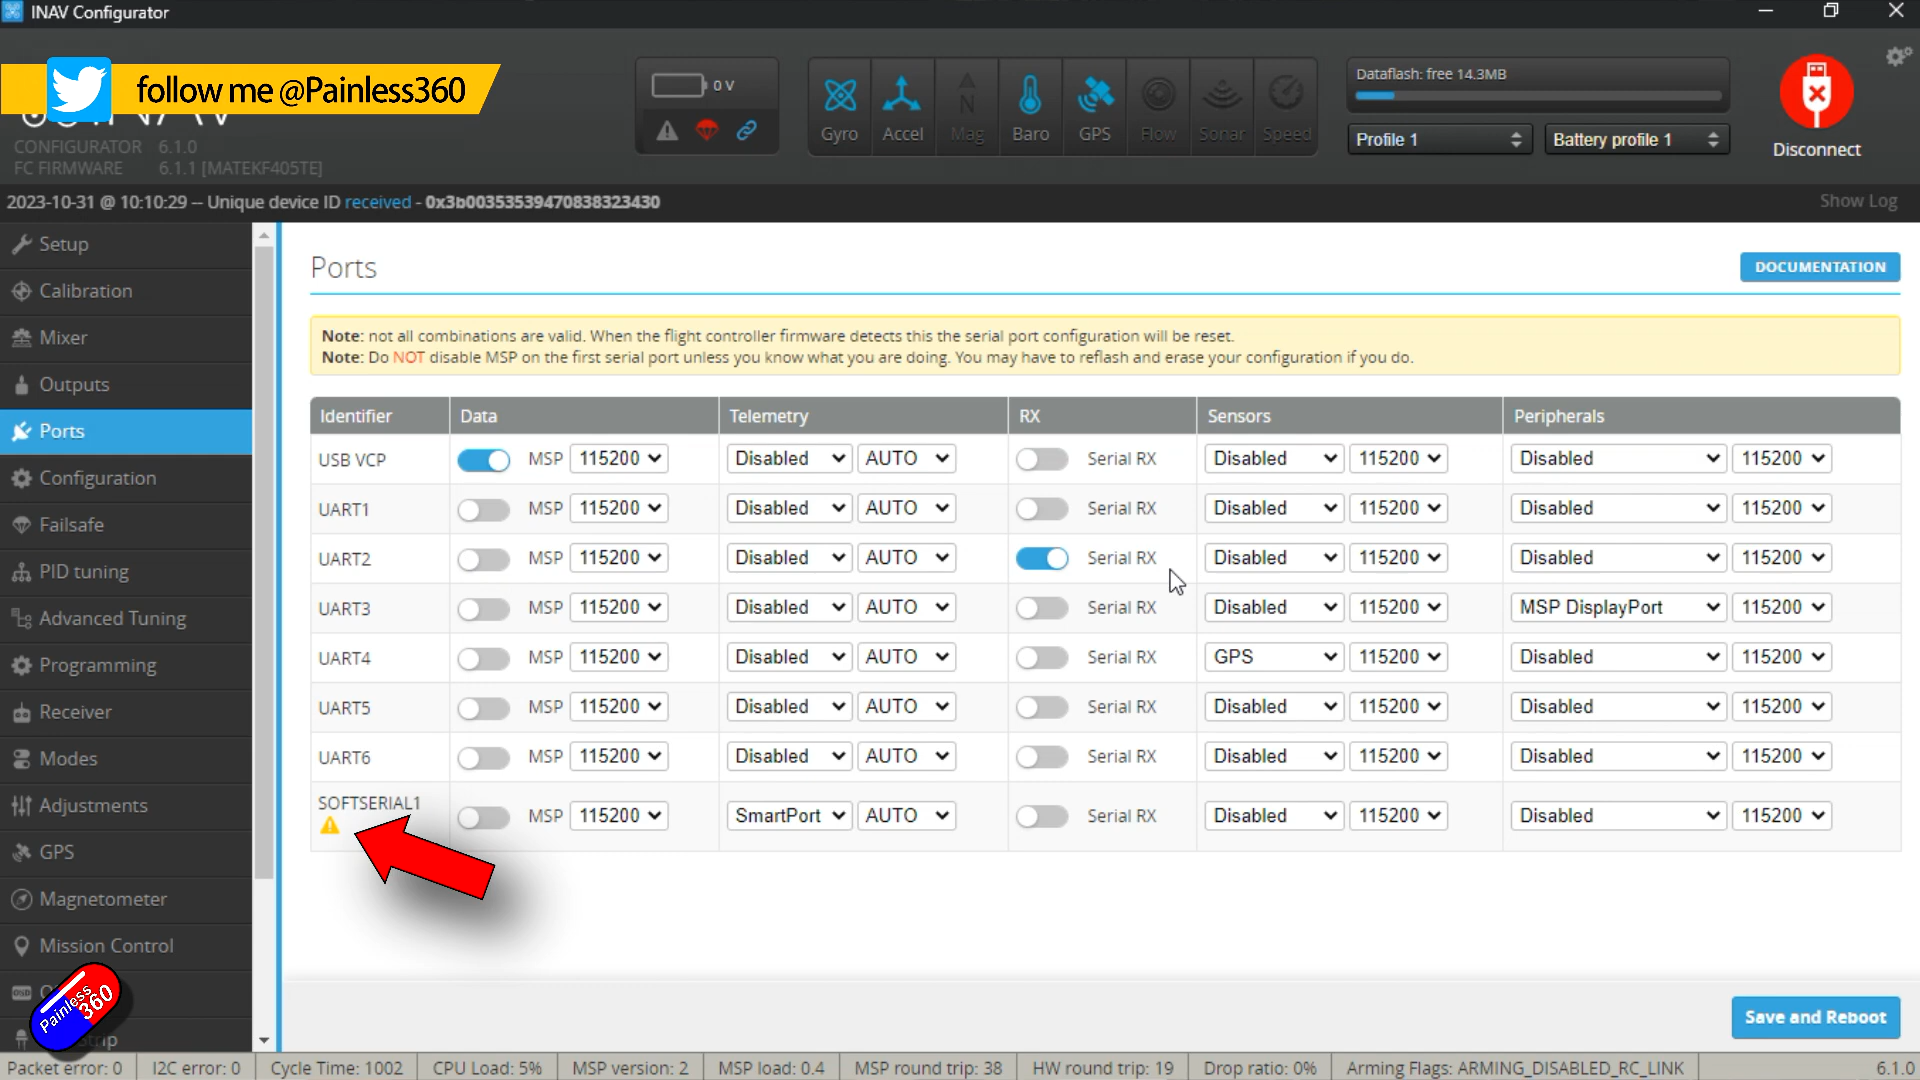 INAV Configurator
follow me @Painless360
CONFIGURATOR 6.1.0
FC FIRMWARE 6.1.1 [MATEKF405TE]
0 V
Gyro Accel Mag Baro GPS Flow Sonar Speed
Dataflash: free 14.3MB
Profile 1 Battery profile 1
Disconnect
2023-10-31 @ 10:10:29 -- Unique device ID received - 0x3b00353539470838323430
Show Log
Setup
Calibration
Mixer
Outputs
Ports
Configuration
Failsafe
PID tuning
Advanced Tuning
Programming
Receiver
Modes
Adjustments
GPS
Magnetometer
Mission Control
Painless360
Ports
DOCUMENTATION
Note: not all combinations are valid. When the flight controller firmware detects this the serial port configuration will be reset.
Note: Do NOT disable MSP on the first serial port unless you know what you are doing. You may have to reflash and erase your configuration if you do.
Identifier Data Telemetry RX Sensors Peripherals
USB VCP MSP 115200 Disabled AUTO Serial RX Disabled 115200 Disabled 115200
UART1 MSP 115200 Disabled AUTO Serial RX Disabled 115200 Disabled 115200
UART2 MSP 115200 Disabled AUTO Serial RX Disabled 115200 Disabled 115200
UART3 MSP 115200 Disabled AUTO Serial RX Disabled 115200 MSP DisplayPort 115200
UART4 MSP 115200 Disabled AUTO Serial RX GPS 115200 Disabled 115200
UART5 MSP 115200 Disabled AUTO Serial RX Disabled 115200 Disabled 115200
UART6 MSP 115200 Disabled AUTO Serial RX Disabled 115200 Disabled 115200
SOFTSERIAL1 MSP 115200 SmartPort AUTO Serial RX Disabled 115200 Disabled 115200
Save and Reboot
Packet error: 0 I2C error: 0 Cycle Time: 1002 CPU Load: 5% MSP version: 2 MSP load: 0.4 MSP round trip: 38 HW round trip: 19 Drop ratio: 0% Arming Flags: ARMING_DISABLED_RC_LINK 6.1.0